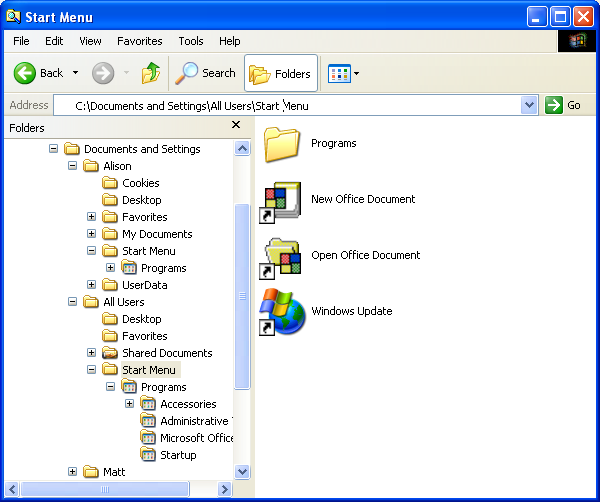 Start Menu
File Edit View Favorites Tools Help
Back Search Folders
Address C:\Documents and Settings\All Users\Start Menu Go
Folders
Documents and Settings
Alison
Cookies
Desktop
Favorites
My Documents
Start Menu
Programs
UserData
All Users
Desktop
Favorites
Shared Documents
Start Menu
Programs
Accessories
Administrative
Microsoft Office
Startup
Matt
Programs
New Office Document
Open Office Document
Windows Update